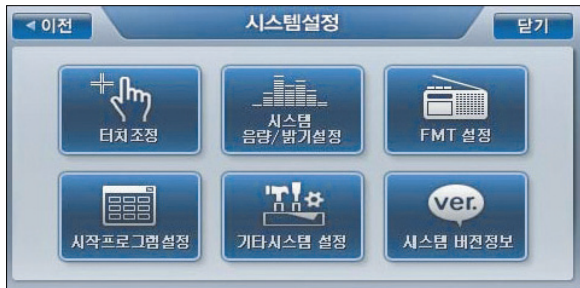 이전
시스템설정
닫기
터치조정
시스템
음량/밝기설정
FMT 설정
시작프로그램설정
기타시스템 설정
ver.
시스템 버전정보